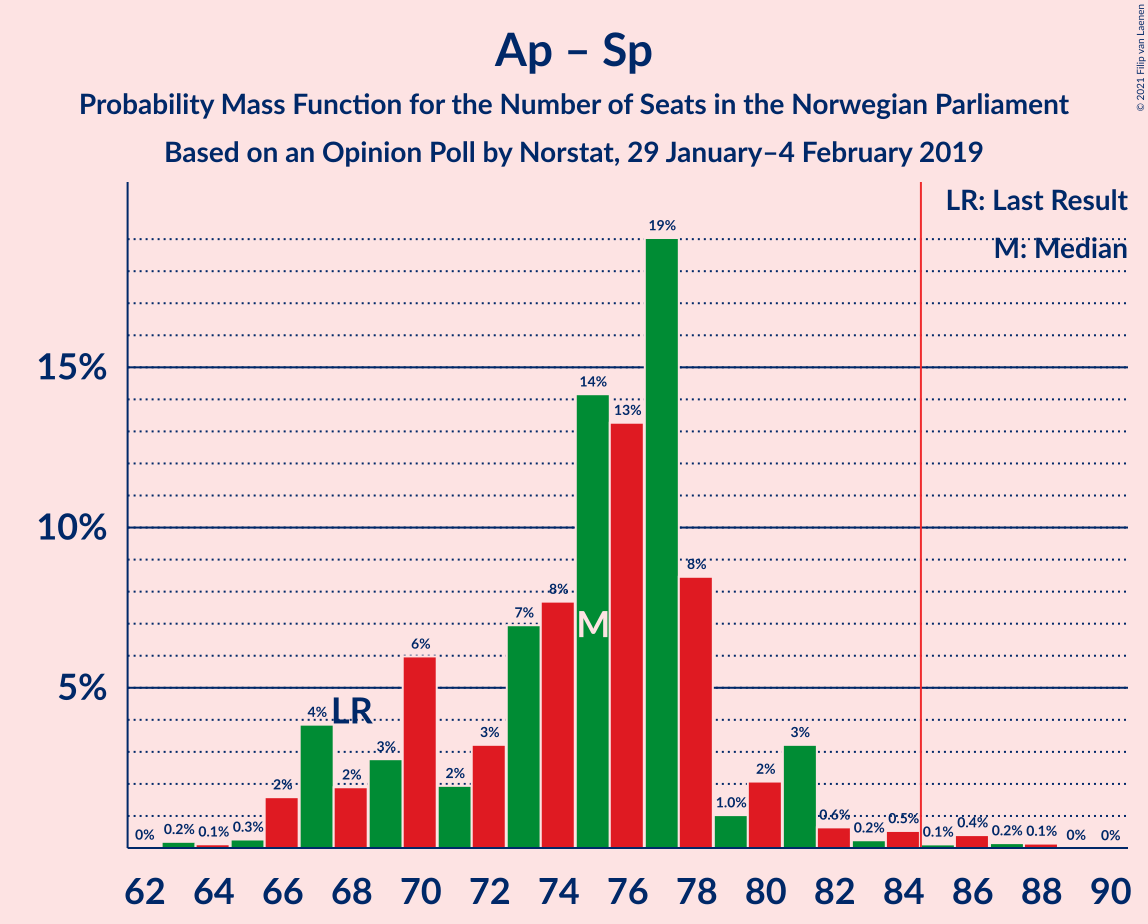 Ap – Sp
Probability Mass Function for the Number of Seats in the Norwegian Parliament
Based on an Opinion Poll by Norstat, 29 January–4 February 2019
© 2021 Filip van Laenen
LR: Last Result
M: Median
15%
10%
5%
0% 0.2% 0.1% 0.3% 2% 4% 2% 3% 6% 2% 3% 7% 8% 14% 13% 19% 8% 1.0% 2% 3% 0.6% 0.2% 0.5% 0.1% 0.4% 0.2% 0.1% 0% 0%
LR
M
62 64 66 68 70 72 74 76 78 80 82 84 86 88 90